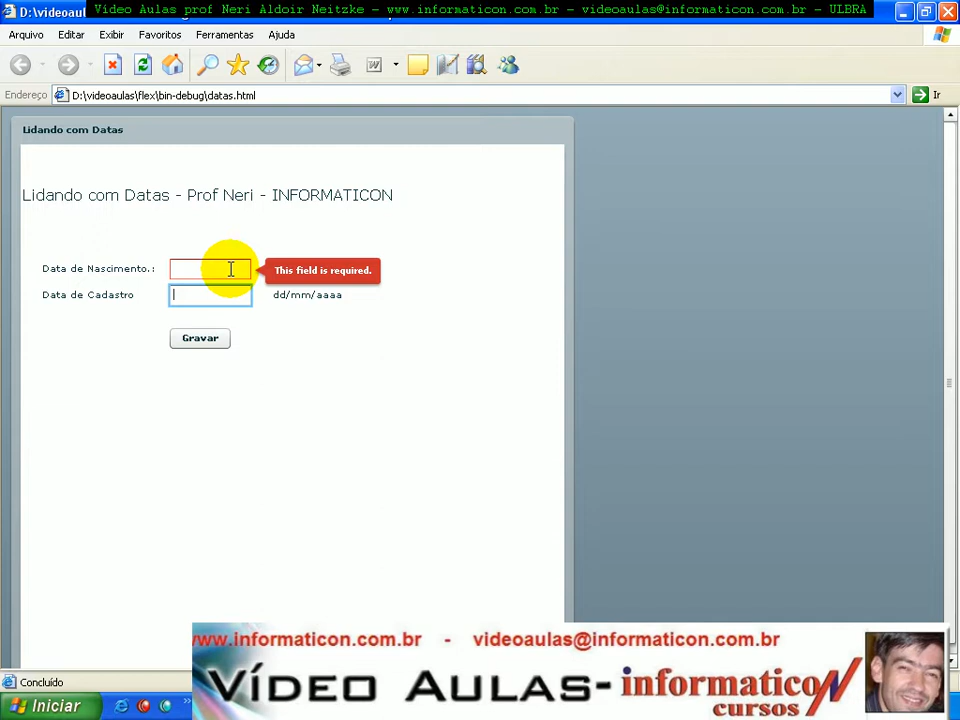 D:\videoaul
Vídeo Aulas prof Neri Aldoir Neitzke - www.informaticon.com.br - videoaulas@informaticon.com.br - ULBRA
Arquivo Editar Exibir Favoritos Ferramentas Ajuda
Endereço D:\videoaulas\flex\bin-debug\datas.html Ir
Lidando com Datas
Lidando com Datas - Prof Neri - INFORMATICON
Data de Nascimento.: This field is required.
Data de Cadastro dd/mm/aaaa
Gravar
www.informaticon.com.br - videoaulas@informaticon.com.br
VÍDEO AULAS- informaticoN
cursos
Concluído
Iniciar